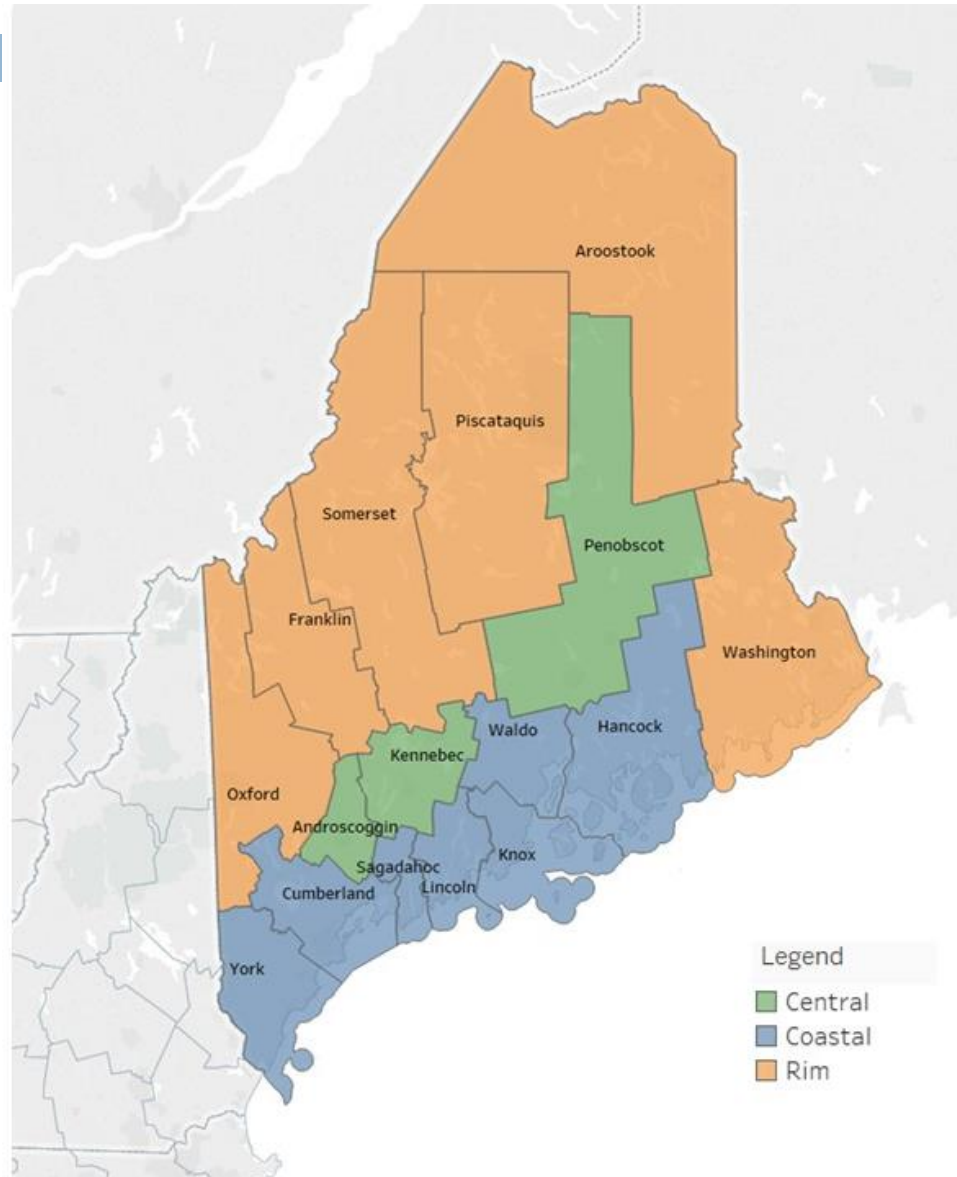 Aroostook
Piscataquis
Somerset
Penobscot
Franklin
Washington
Waldo
Hancock
Kennebec
Oxford
Androscoggin
Knox
Sagadahoc
Lincoln
Cumberland
York
Legend
Central
Coastal
Rim